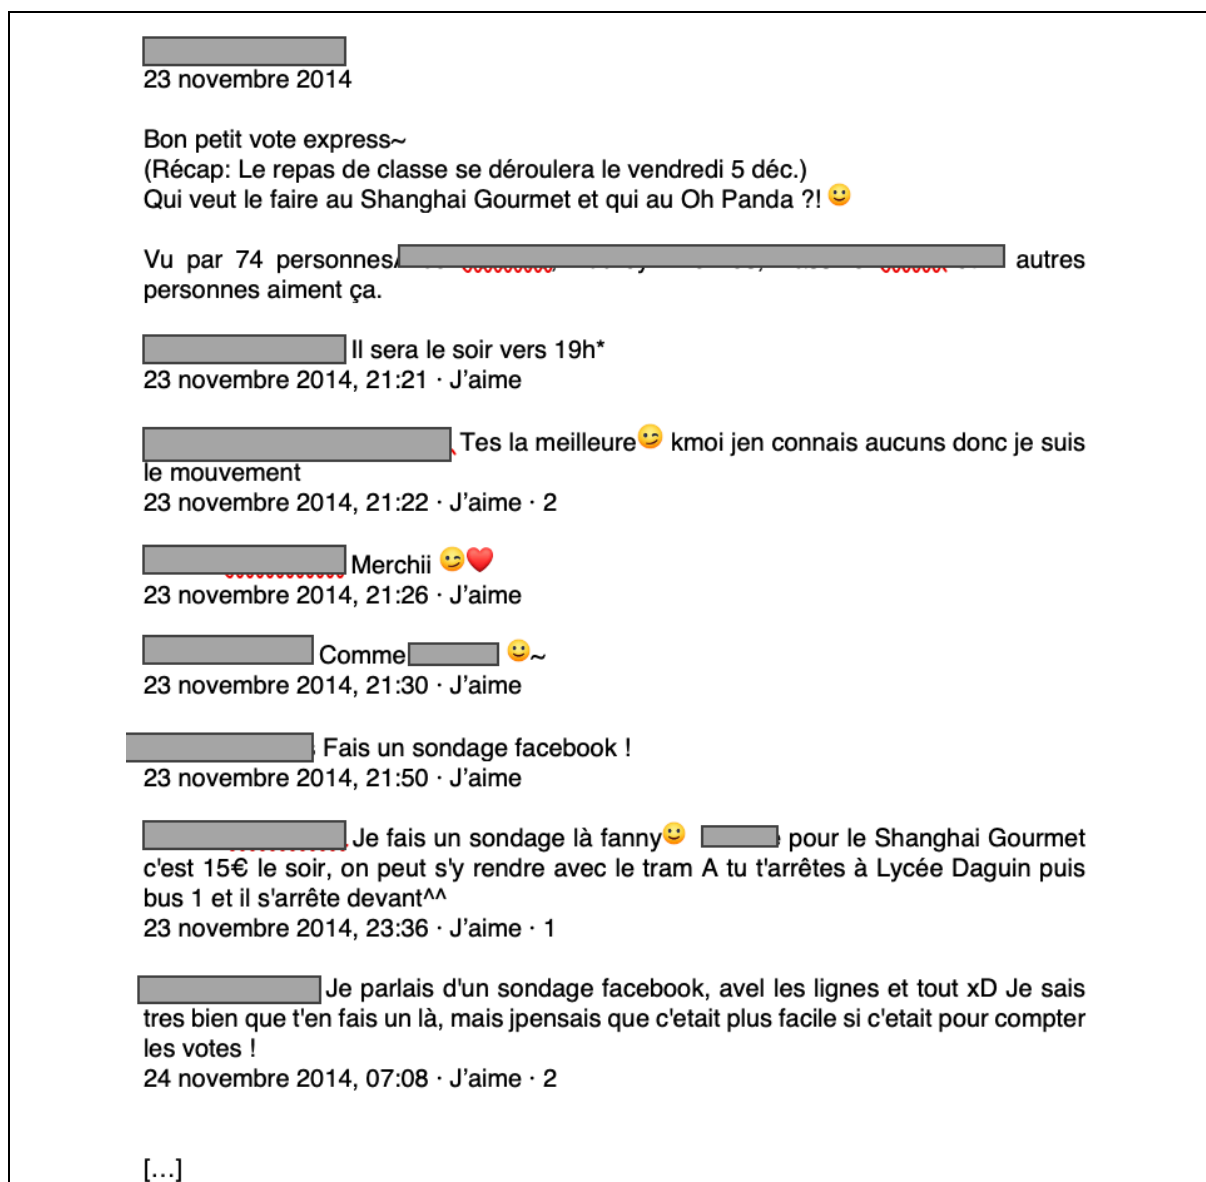 23 novembre 2014
Bon petit vote express~
(Récap: Le repas de classe se déroulera le vendredi 5 déc.)
Qui veut le faire au Shanghai Gourmet et qui au Oh Panda ?! 🙂
Vu par 74 personnes autres
personnes aiment ça.
Il sera le soir vers 19h*
23 novembre 2014, 21:21 · J’aime
Tes la meilleure😉 kmoi jen connais aucuns donc je suis
le mouvement
23 novembre 2014, 21:22 · J’aime · 2
Merchii 😉❤️
23 novembre 2014, 21:26 · J’aime
Comme 🙂~
23 novembre 2014, 21:30 · J’aime
Fais un sondage facebook !
23 novembre 2014, 21:50 · J’aime
Je fais un sondage là fanny🙂 pour le Shanghai Gourmet
c'est 15€ le soir, on peut s'y rendre avec le tram A tu t'arrêtes à Lycée Daguin puis
bus 1 et il s'arrête devant^^
23 novembre 2014, 23:36 · J’aime · 1
Je parlais d'un sondage facebook, avel les lignes et tout xD Je sais
tres bien que t'en fais un là, mais jpensais que c'etait plus facile si c'etait pour compter
les votes !
24 novembre 2014, 07:08 · J’aime · 2
[…]